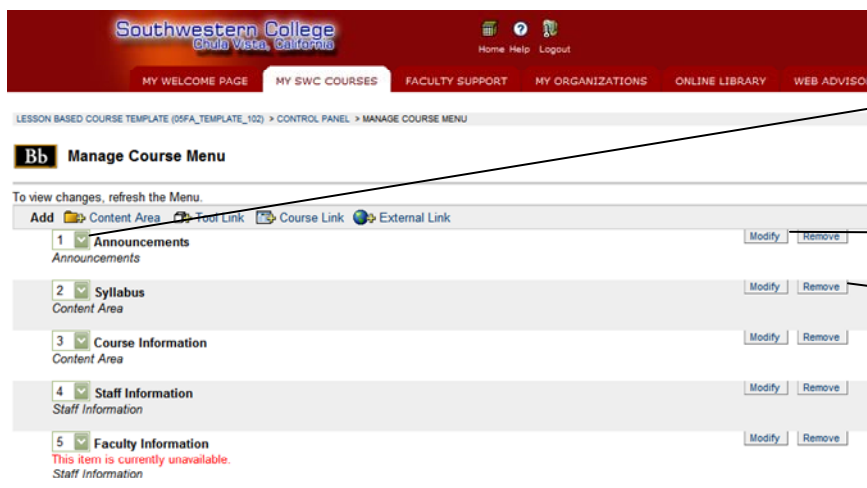 Southwestern College
Chula Vista, California
Home Help Logout
MY WELCOME PAGE MY SWC COURSES FACULTY SUPPORT MY ORGANIZATIONS ONLINE LIBRARY WEB ADVISO
LESSON BASED COURSE TEMPLATE (05FA_TEMPLATE_102) > CONTROL PANEL > MANAGE COURSE MENU
Bb Manage Course Menu
To view changes, refresh the Menu.
Add Content Area Tool Link Course Link External Link
1 Announcements Modify Remove
Announcements
2 Syllabus Modify Remove
Content Area
3 Course Information Modify Remove
Content Area
4 Staff Information Modify Remove
Staff Information
5 Faculty Information Modify Remove
This item is currently unavailable.
Staff Information